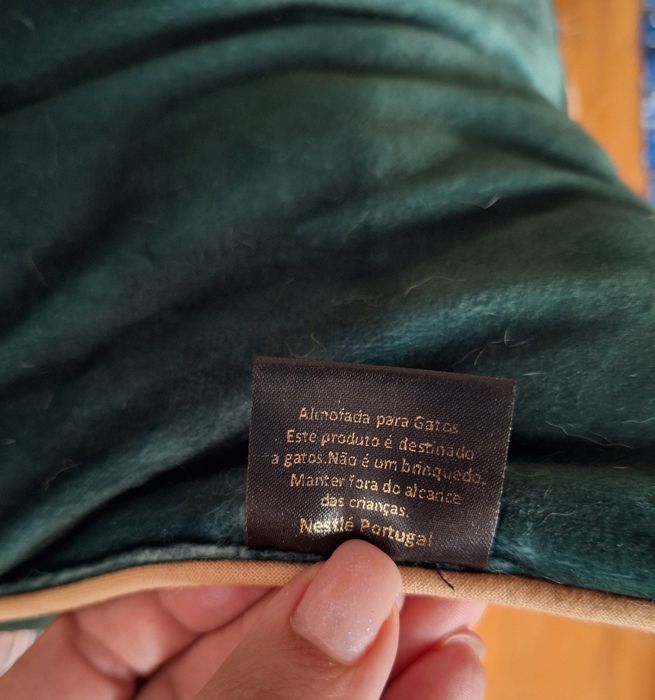 Almofada para Gatos.
Este produto é destinado
a gatos.Não é um brinquedo.
Manter fora do alcance
das crianças.
Nestlé Portugal